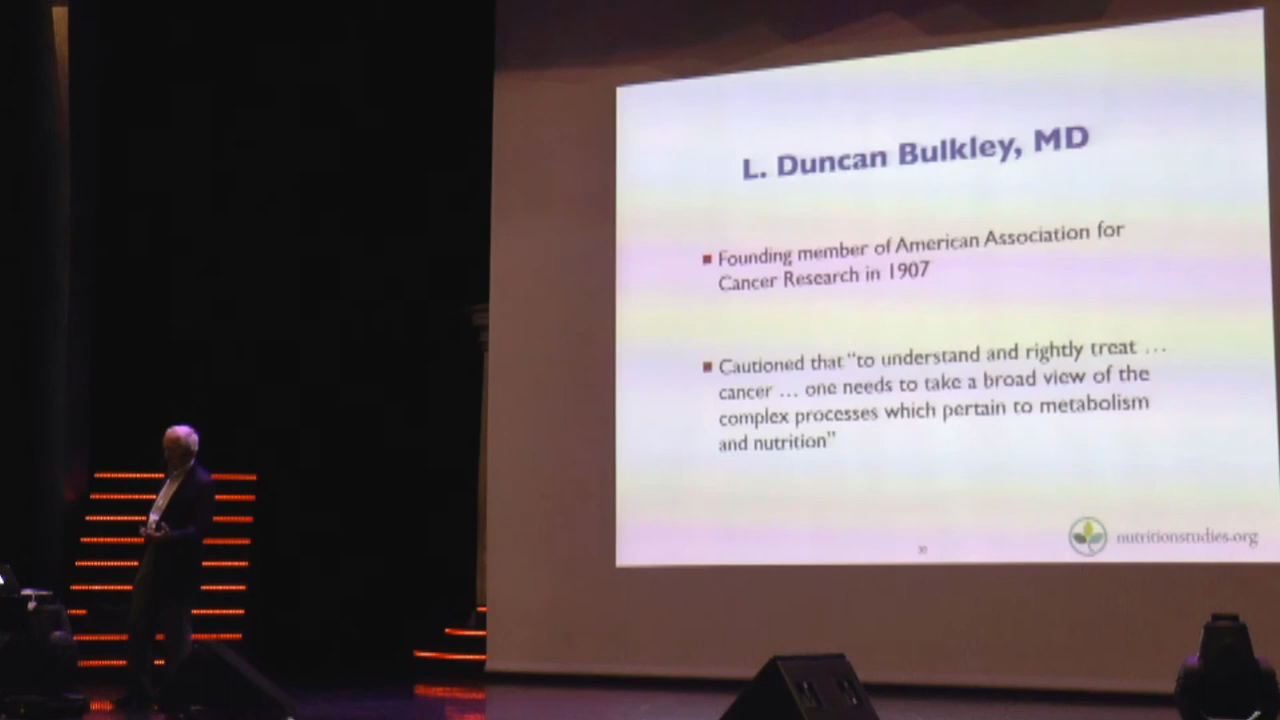 L. Duncan Bulkley, MD
Founding member of American Association for
Cancer Research in 1907
Cautioned that "to understand and rightly treat …
cancer … one needs to take a broad view of the
complex processes which pertain to metabolism
and nutrition"
nutritionstudies.org